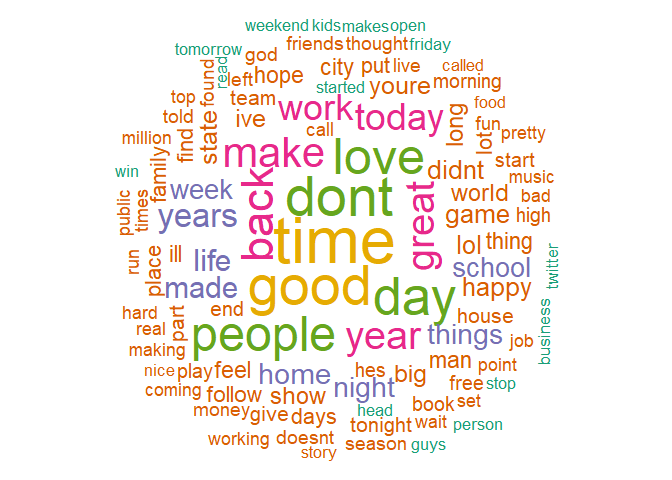 weekend kids makes open
tomorrow god friends thought friday
read left hope city put live called
top found team started youre morning
told state ive work today long food
million find call lot fun pretty
win family make love didnt start music
week back dont great world bad
public times years game high
time lol thing
run place ill life good day school twitter
made happy
hard part end people year things house business
real job
making
nice play feel home night hes big man point
coming follow show head book free set stop
money give days tonight wait person
working doesnt season guys
story